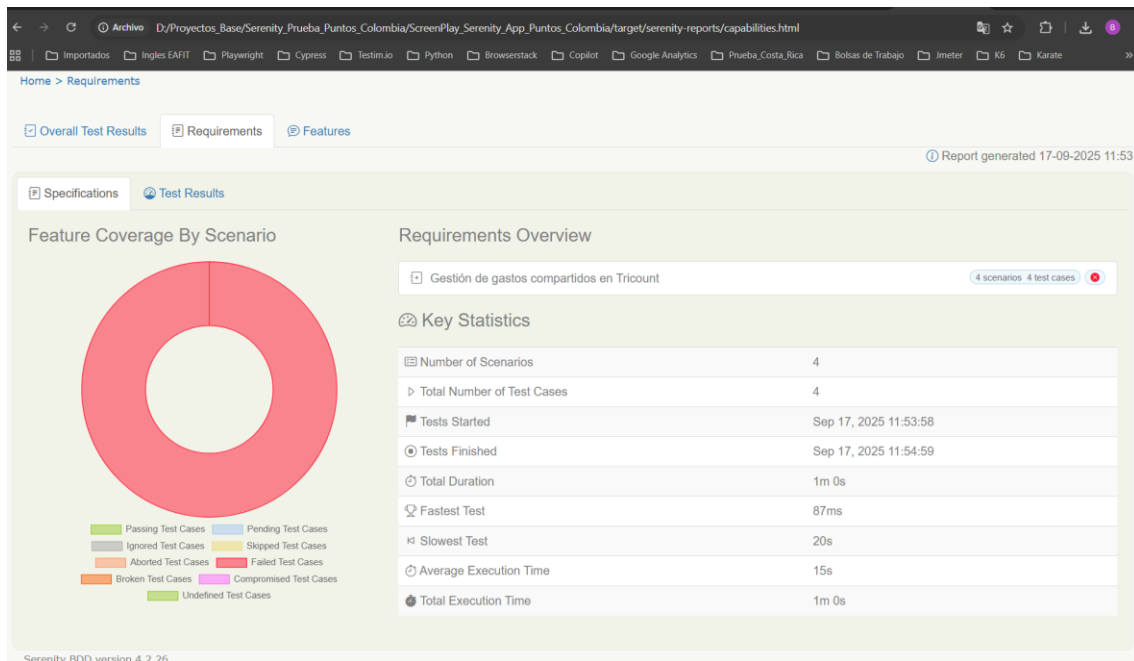 Archivo D:/Proyectos_Base/Serenity_Prueba_Puntos_Colombia/ScreenPlay_Serenity_App_Puntos_Colombia/target/serenity-reports/capabilities.html B
Importados Ingles EAFIT Playwright Cypress Testim.io Python Browserstack Copilot Google Analytics Prueba_Costa_Rica Bolsas de Trabajo Jmeter K6 Karate »
Home > Requirements
Overall Test Results Requirements Features
Report generated 17-09-2025 11:53
Specifications Test Results
Feature Coverage By Scenario
Passing Test Cases Pending Test Cases
Ignored Test Cases Skipped Test Cases
Aborted Test Cases Failed Test Cases
Broken Test Cases Compromised Test Cases
Undefined Test Cases
Requirements Overview
Gestión de gastos compartidos en Tricount 4 scenarios 4 test cases
Key Statistics
Number of Scenarios 4
Total Number of Test Cases 4
Tests Started Sep 17, 2025 11:53:58
Tests Finished Sep 17, 2025 11:54:59
Total Duration 1m 0s
Fastest Test 87ms
Slowest Test 20s
Average Execution Time 15s
Total Execution Time 1m 0s
Serenity BDD version 4.2.26